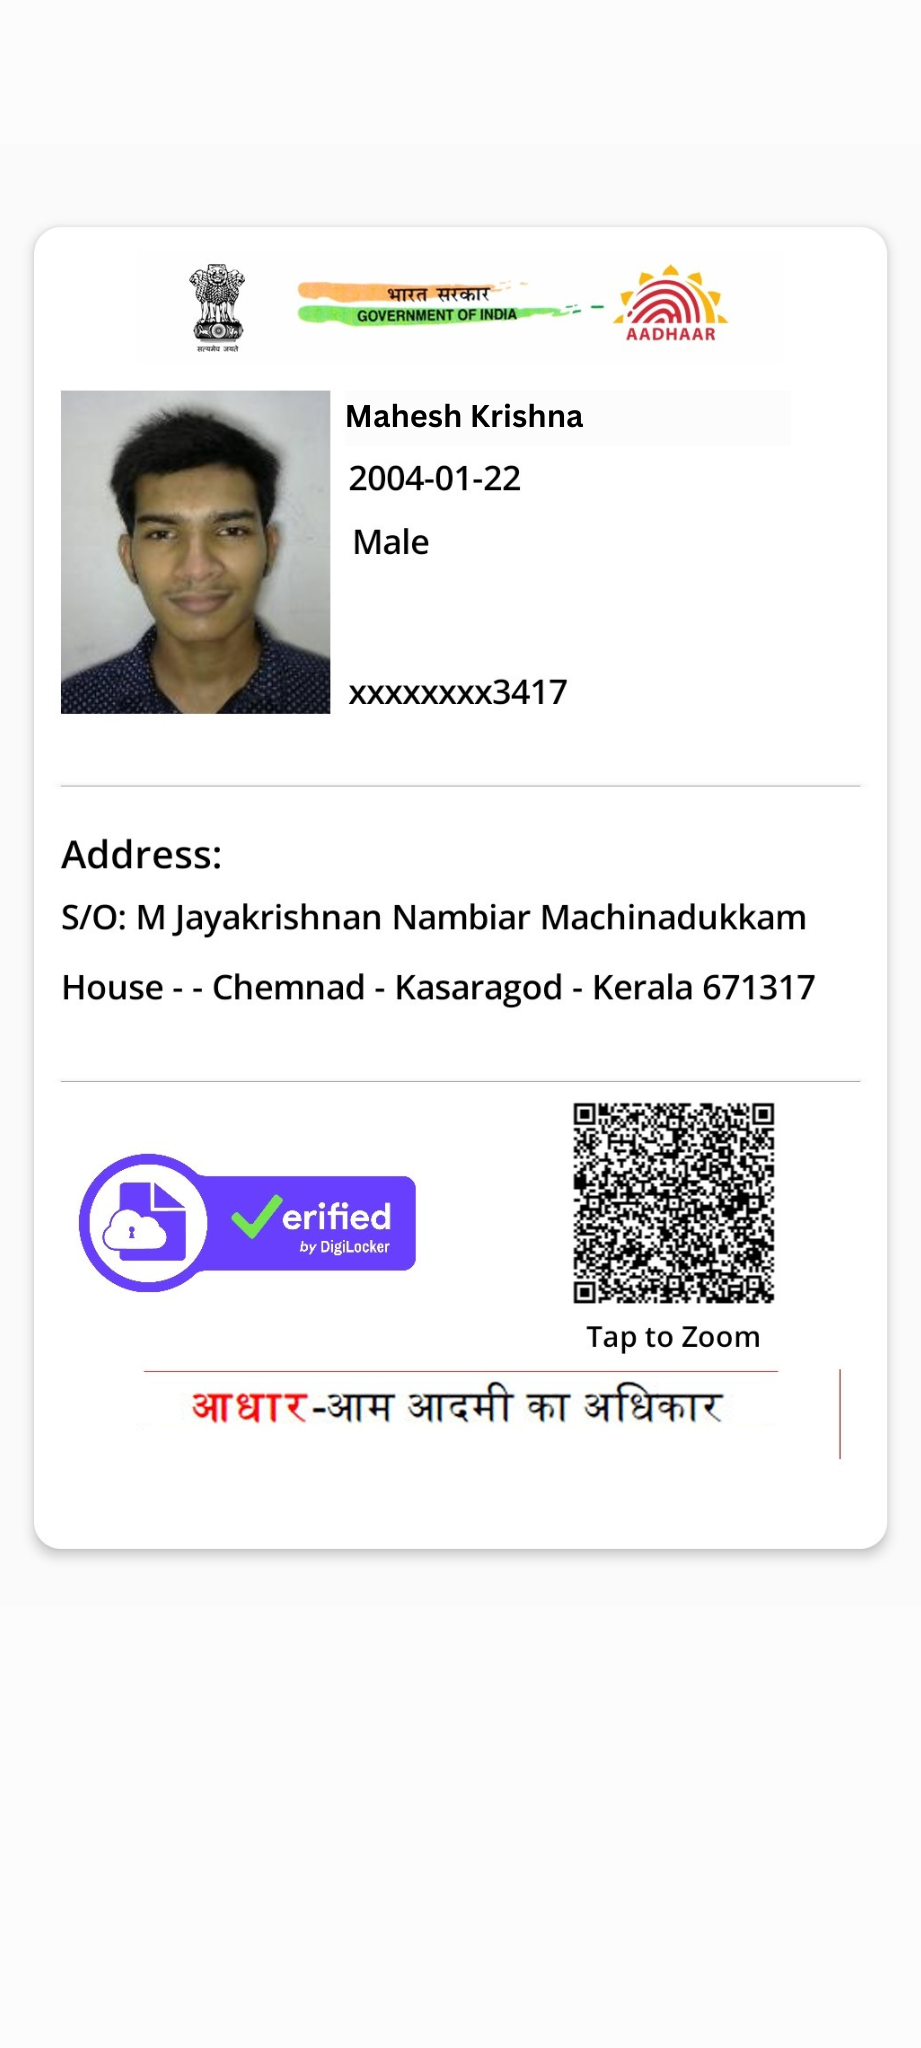 सत्यमेव जयते
भारत सरकार
GOVERNMENT OF INDIA
AADHAAR
Mahesh Krishna
2004-01-22
Male
xxxxxxxx3417
Address:
S/O: M Jayakrishnan Nambiar Machinadukkam
House - - Chemnad - Kasaragod - Kerala 671317
erified
by DigiLocker
Tap to Zoom
आधार-आम आदमी का अधिकार